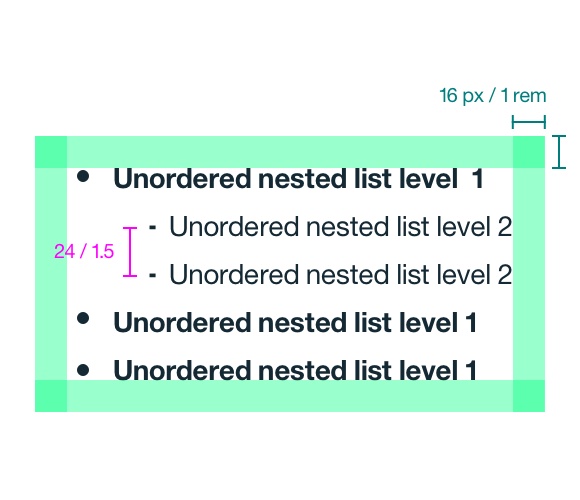 16 px / 1 rem
• Unordered nested list level 1
- Unordered nested list level 2
24 / 1.5
- Unordered nested list level 2
• Unordered nested list level 1
• Unordered nested list level 1